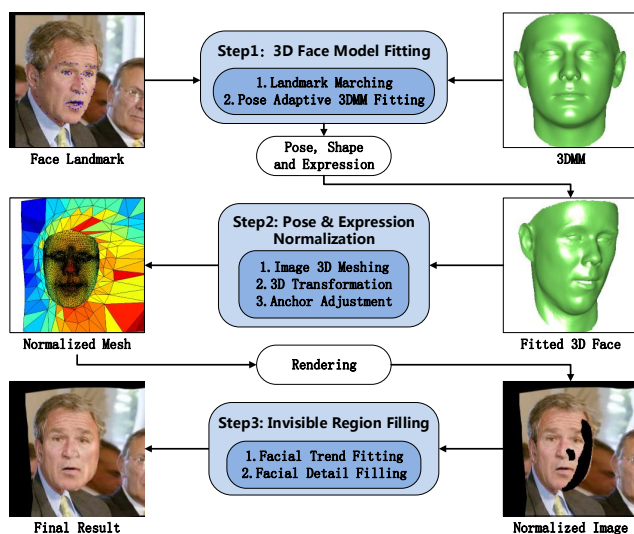 Step1: 3D Face Model Fitting
1. Landmark Marching
2. Pose Adaptive 3DMM Fitting
Face Landmark
Pose, Shape
and Expression
3DMM
Step2: Pose & Expression
Normalization
1. Image 3D Meshing
2. 3D Transformation
3. Anchor Adjustment
Normalized Mesh
Fitted 3D Face
Rendering
Step3: Invisible Region Filling
1. Facial Trend Fitting
2. Facial Detail Filling
Final Result
Normalized Image